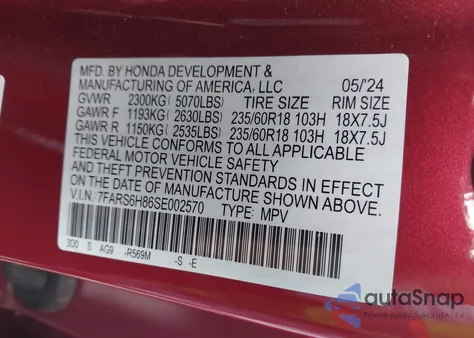 MFD. BY HONDA DEVELOPMENT &
MANUFACTURING OF AMERICA, LLC 05/24
GVWR 2300KG( 5070LBS) TIRE SIZE RIM SIZE
GAWR F 1193KG( 2630LBS) 235/60R18 103H 18X7.5J
GAWR R 1150KG( 2535LBS) 235/60R18 103H 18X7.5J
THIS VEHICLE CONFORMS TO ALL APPLICABLE
FEDERAL MOTOR VEHICLE SAFETY
AND THEFT PREVENTION STANDARDS IN EFFECT
ON THE DATE OF MANUFACTURE SHOWN ABOVE.
V.I.N.: 7FARS6H86SE002570 TYPE: MPV
3D0 S AG9 -R569M -S -E
autoSnap